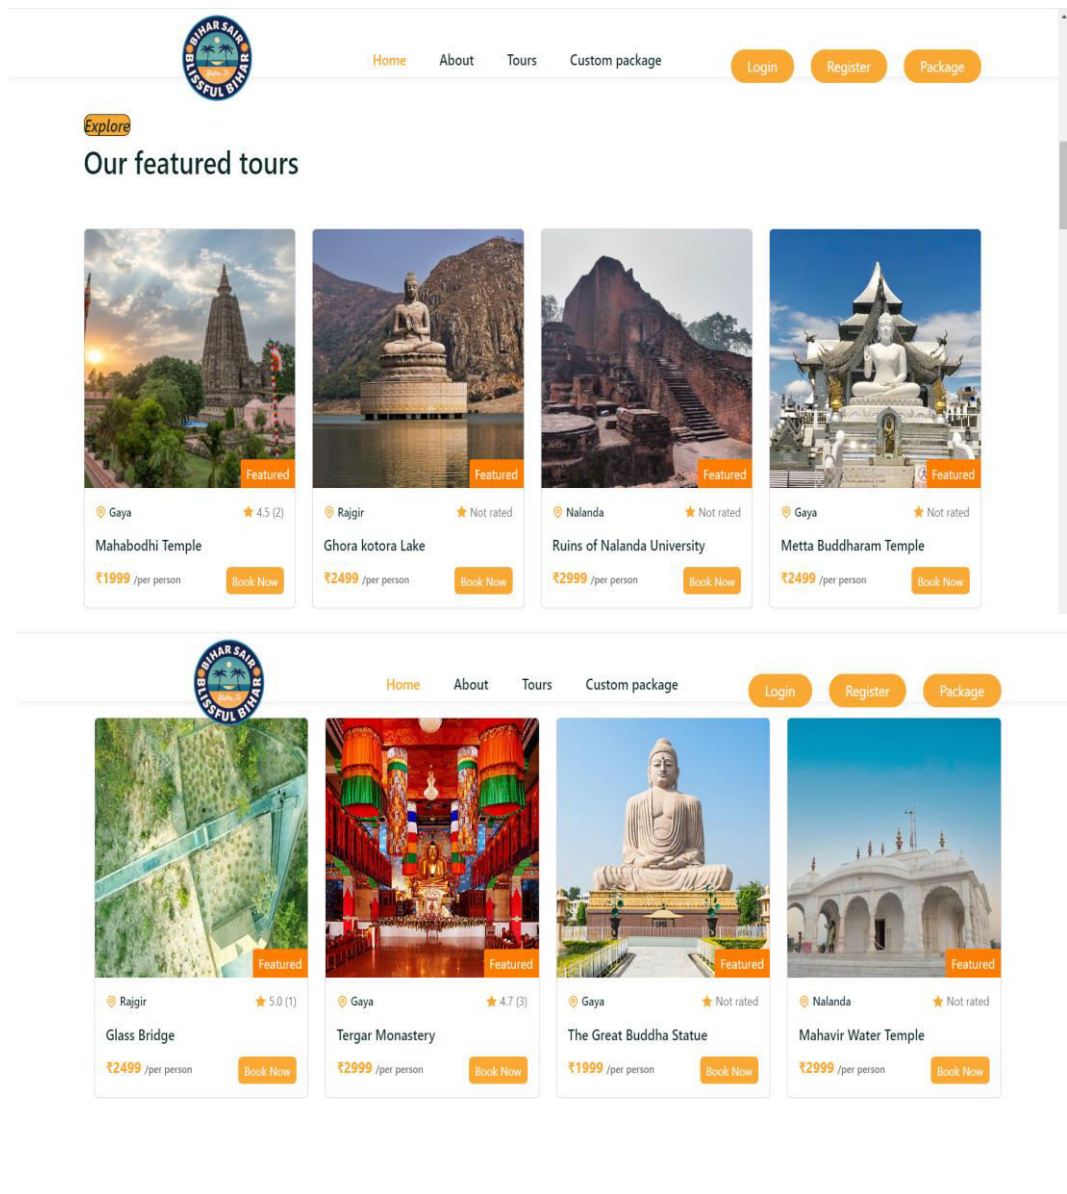 BIHAR SAIR
BLISSFUL BIHAR
Home About Tours Custom package Login Register Package
Explore
Our featured tours
Featured Featured Featured Featured
Gaya 4.5 (2) Rajgir Not rated Nalanda Not rated Gaya Not rated
Mahabodhi Temple Ghora kotora Lake Ruins of Nalanda University Metta Buddharam Temple
₹1999 /per person Book Now ₹2499 /per person Book Now ₹2999 /per person Book Now ₹2499 /per person Book Now
BIHAR SAIR
BLISSFUL BIHAR
Home About Tours Custom package Login Register Package
Featured Featured Featured Featured
Rajgir 5.0 (1) Gaya 4.7 (3) Gaya Not rated Nalanda Not rated
Glass Bridge Tergar Monastery The Great Buddha Statue Mahavir Water Temple
₹2499 /per person Book Now ₹2999 /per person Book Now ₹1999 /per person Book Now ₹2999 /per person Book Now